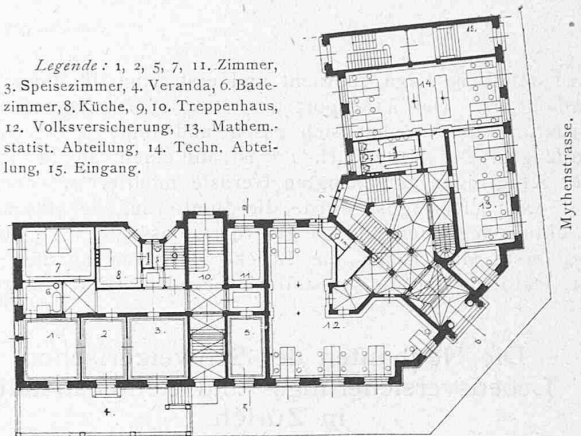 Legende: 1, 2, 5, 7, 11. Zimmer,
3. Speisezimmer, 4. Veranda, 6. Bade-
zimmer, 8. Küche, 9, 10. Treppenhaus,
12. Volksversicherung, 13. Mathem.-
statist. Abteilung, 14. Techn. Abtei-
lung, 15. Eingang.
15.
14.
Mythenstrasse.
13.
7
8
9
10
11
6
12
1.
2
3.
5.
4.